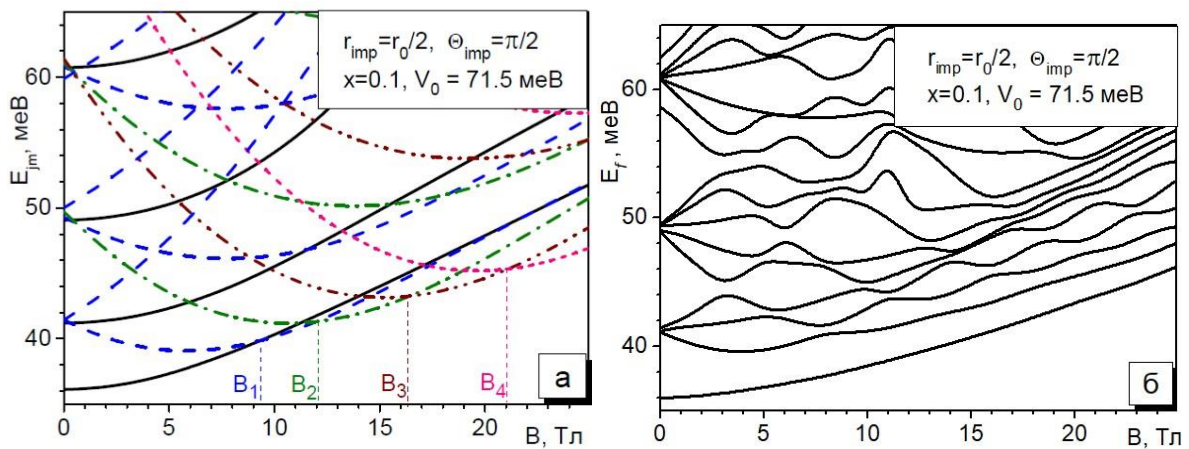 r_imp=r_0/2, Θ_imp=π/2
x=0.1, V_0 = 71.5 меВ
E_jm, меВ
60
50
40
B_1
B_2
B_3
B_4
а
0
5
10
15
20
B, Тл
r_imp=r_0/2, Θ_imp=π/2
x=0.1, V_0 = 71.5 меВ
E_f, меВ
60
50
40
б
0
5
10
15
20
B, Тл